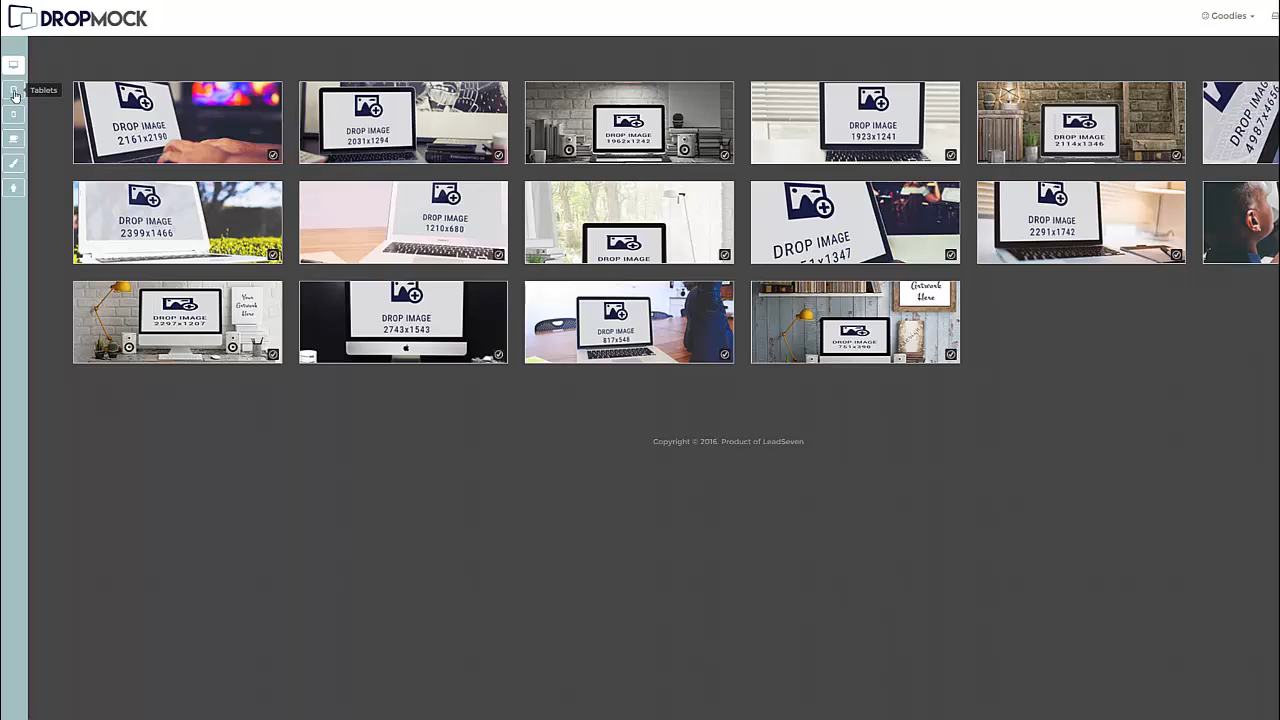 DROPMOCK
Goodies
Tablets
DROP IMAGE
2161x2190
DROP IMAGE
2031x1294
DROP IMAGE
1962x1242
DROP IMAGE
1923x1241
DROP IMAGE
2114x1346
DROP IMAGE
DROP IMAGE
2399x1466
DROP IMAGE
1210x680
DROP IMAGE
DROP IMAGE
DROP IMAGE
2291x1742
DROP IMAGE
2297x1207
Your
Artwork
Here
DROP IMAGE
2743x1543
DROP IMAGE
817x548
DROP IMAGE
Artwork
Here
Copyright © 2016. Product of LeadSeven